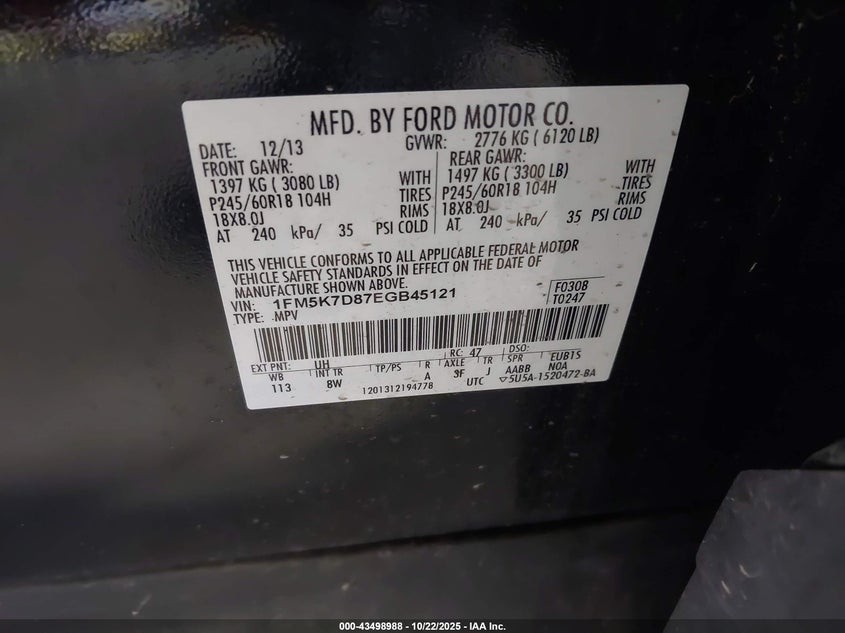 MFD. BY FORD MOTOR CO.
DATE: 12/13 GVWR: 2776 KG ( 6120 LB)
FRONT GAWR: REAR GAWR:
1397 KG ( 3080 LB) WITH 1497 KG ( 3300 LB) WITH
P245/60R18 104H TIRES P245/60R18 104H TIRES
18X8.0J RIMS 18X8.0J RIMS
AT 240 kPa/ 35 PSI COLD AT 240 kPa/ 35 PSI COLD
THIS VEHICLE CONFORMS TO ALL APPLICABLE FEDERAL MOTOR
VEHICLE SAFETY STANDARDS IN EFFECT ON THE DATE OF
MANUFACTURE SHOWN ABOVE.
VIN: 1FM5K7D87EGB45121 F0308
TYPE: MPV T0247
EXT PNT: UH RC: 47 DSO:
WB INT TR TP/PS R AXLE TR SPR EUB1S
113 8W A 3F J AABB NOA
1201312194778 UTC ▽5U5A-1520472-BA
000-43498988 - 10/22/2025 - IAA Inc.